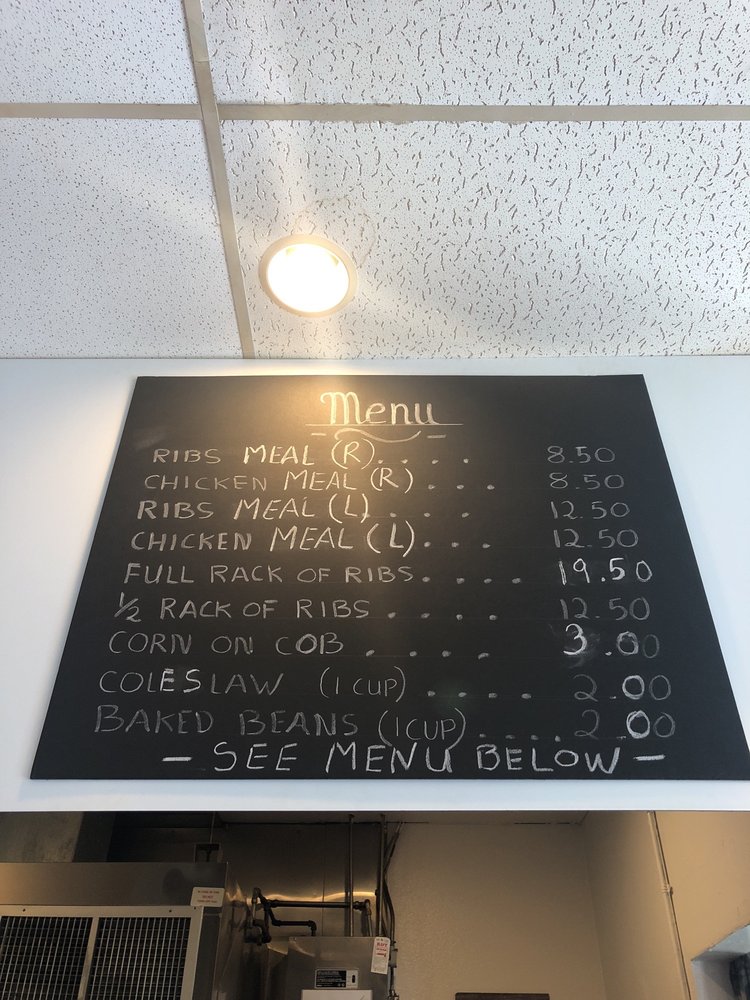 Menu
RIBS MEAL (R). . . . 8.50
CHICKEN MEAL (R) . . . 8.50
RIBS MEAL (L) . . . . 12.50
CHICKEN MEAL (L) . . . 12.50
FULL RACK OF RIBS. . . . 19.50
½ RACK OF RIBS . . . . 12.50
CORN ON COB . . . . 3.00
COLESLAW (1 CUP) . . . . 2.00
BAKED BEANS (1 CUP) . . . . . 2.00
— SEE MENU BELOW —